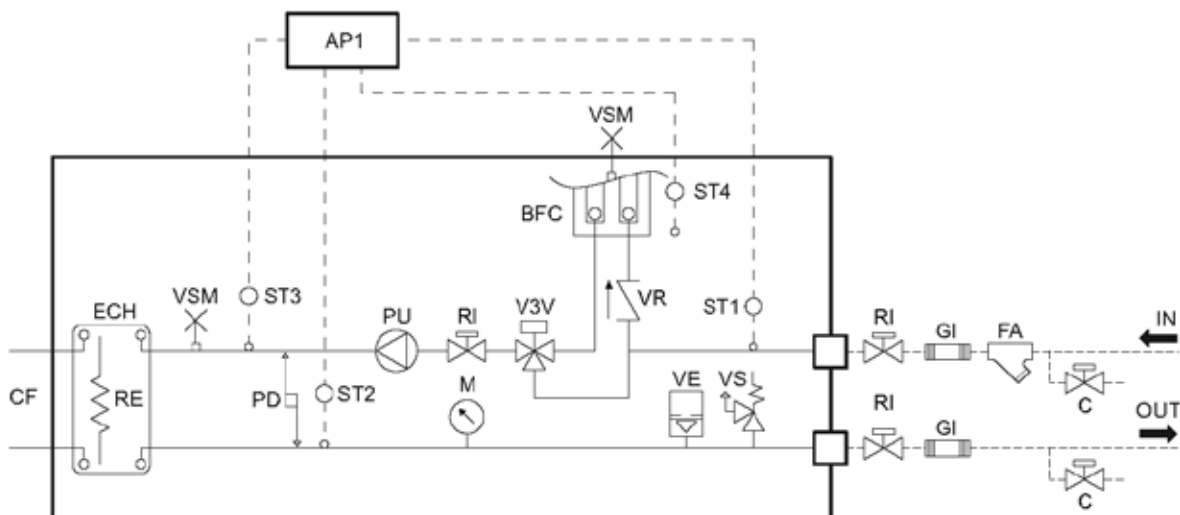 AP1
VSM
ST4
BFC
VSM
ST3
ECH
PU
RI
V3V
VR
ST1
RI
GI
FA
IN
CF
RE
PD
ST2
M
VE
VS
C
RI
GI
OUT
C